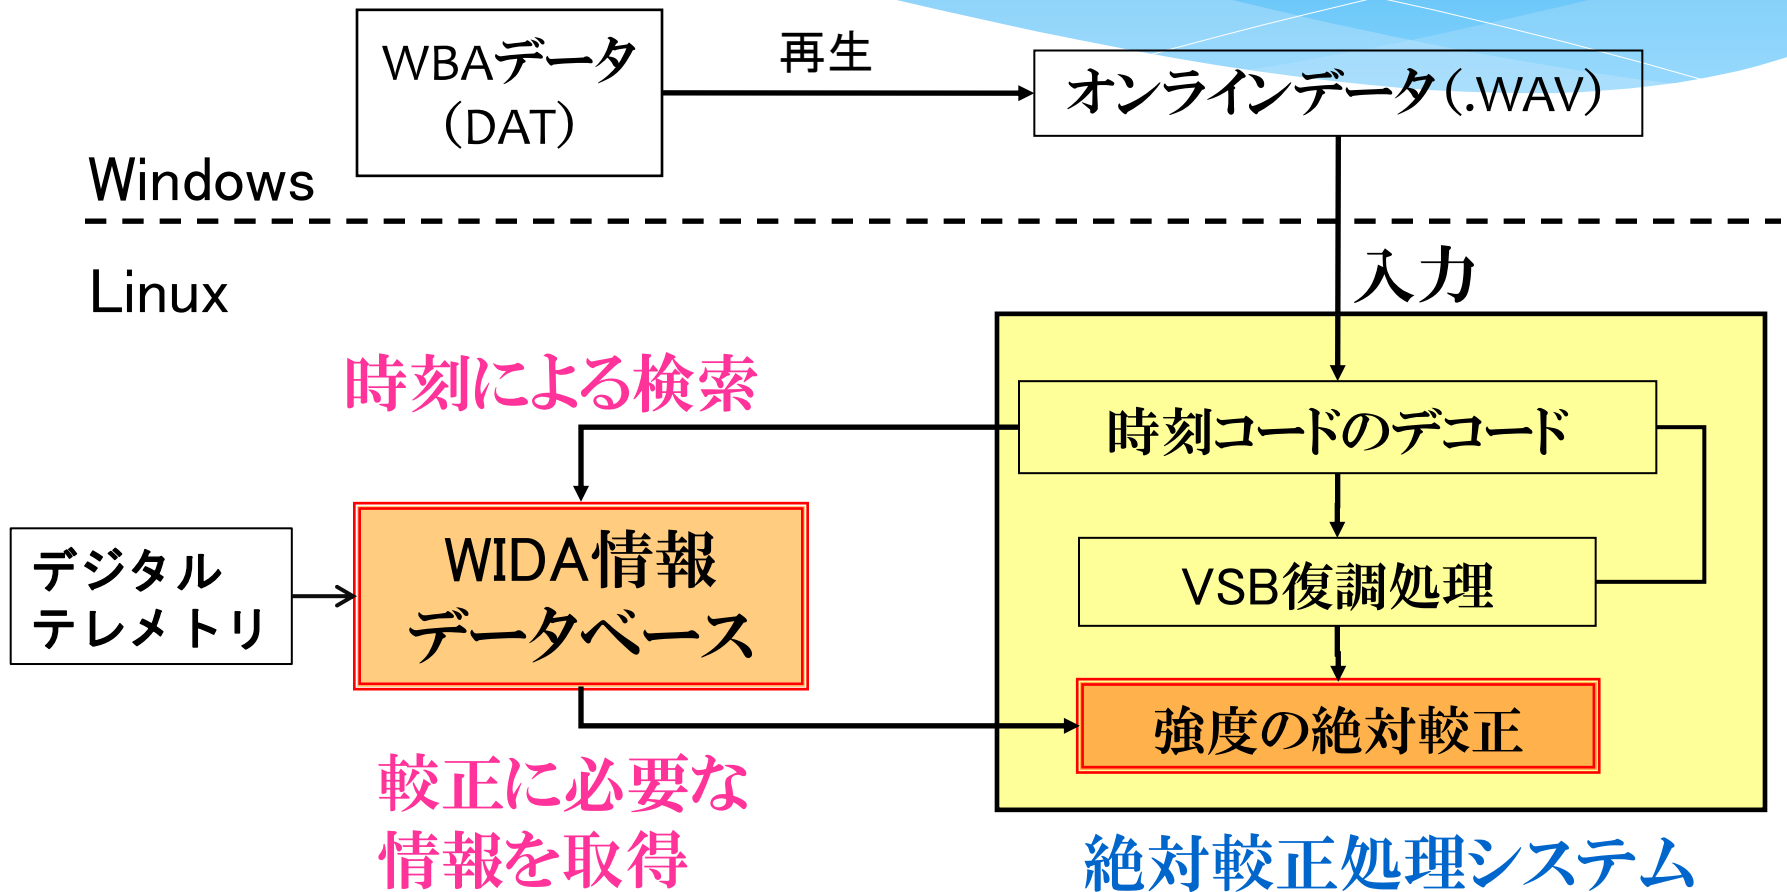 WBAデータ
(DAT)
再生
オンラインデータ(.WAV)
Windows
Linux
入力
時刻による検索
時刻コードのデコード
デジタル
テレメトリ
WIDA情報
データベース
VSB復調処理
強度の絶対較正
較正に必要な
情報を取得
絶対較正処理システム